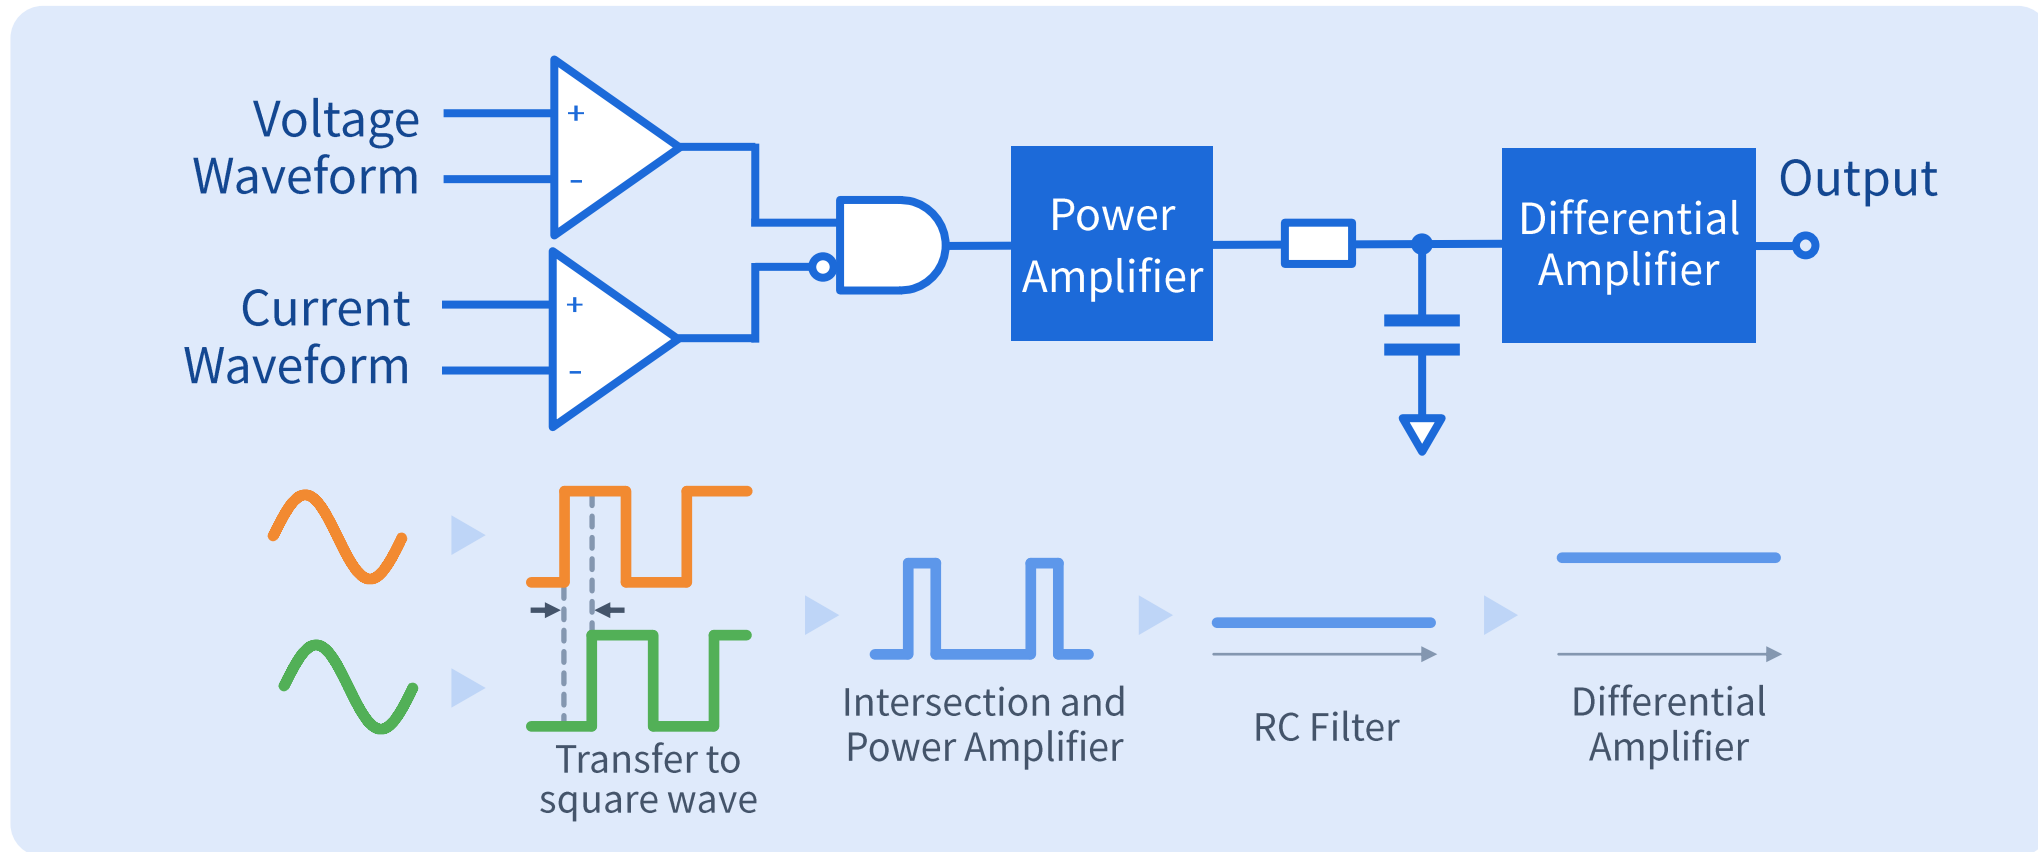 Voltage
Waveform
+
-
Current
Waveform
+
-
Power
Amplifier
Differential
Amplifier
Output
Transfer to
square wave
Intersection and
Power Amplifier
RC Filter
Differential
Amplifier